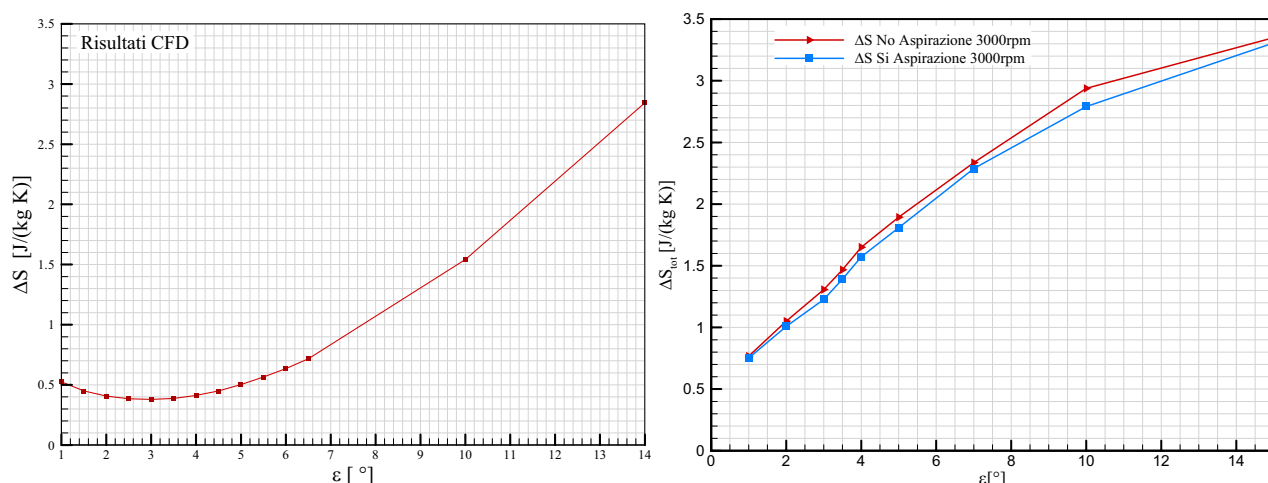 Risultati CFD
ΔS [J/(kg K)]
3.5
3
2.5
2
1.5
1
0.5
0
1 2 3 4 5 6 7 8 9 10 11 12 13 14
ε [ °]
ΔS No Aspirazione 3000rpm
ΔS Si Aspirazione 3000rpm
ΔS_tot [J/(kg K)]
3.5
3
2.5
2
1.5
1
0.5
0
0 2 4 6 8 10 12 14
ε[°]